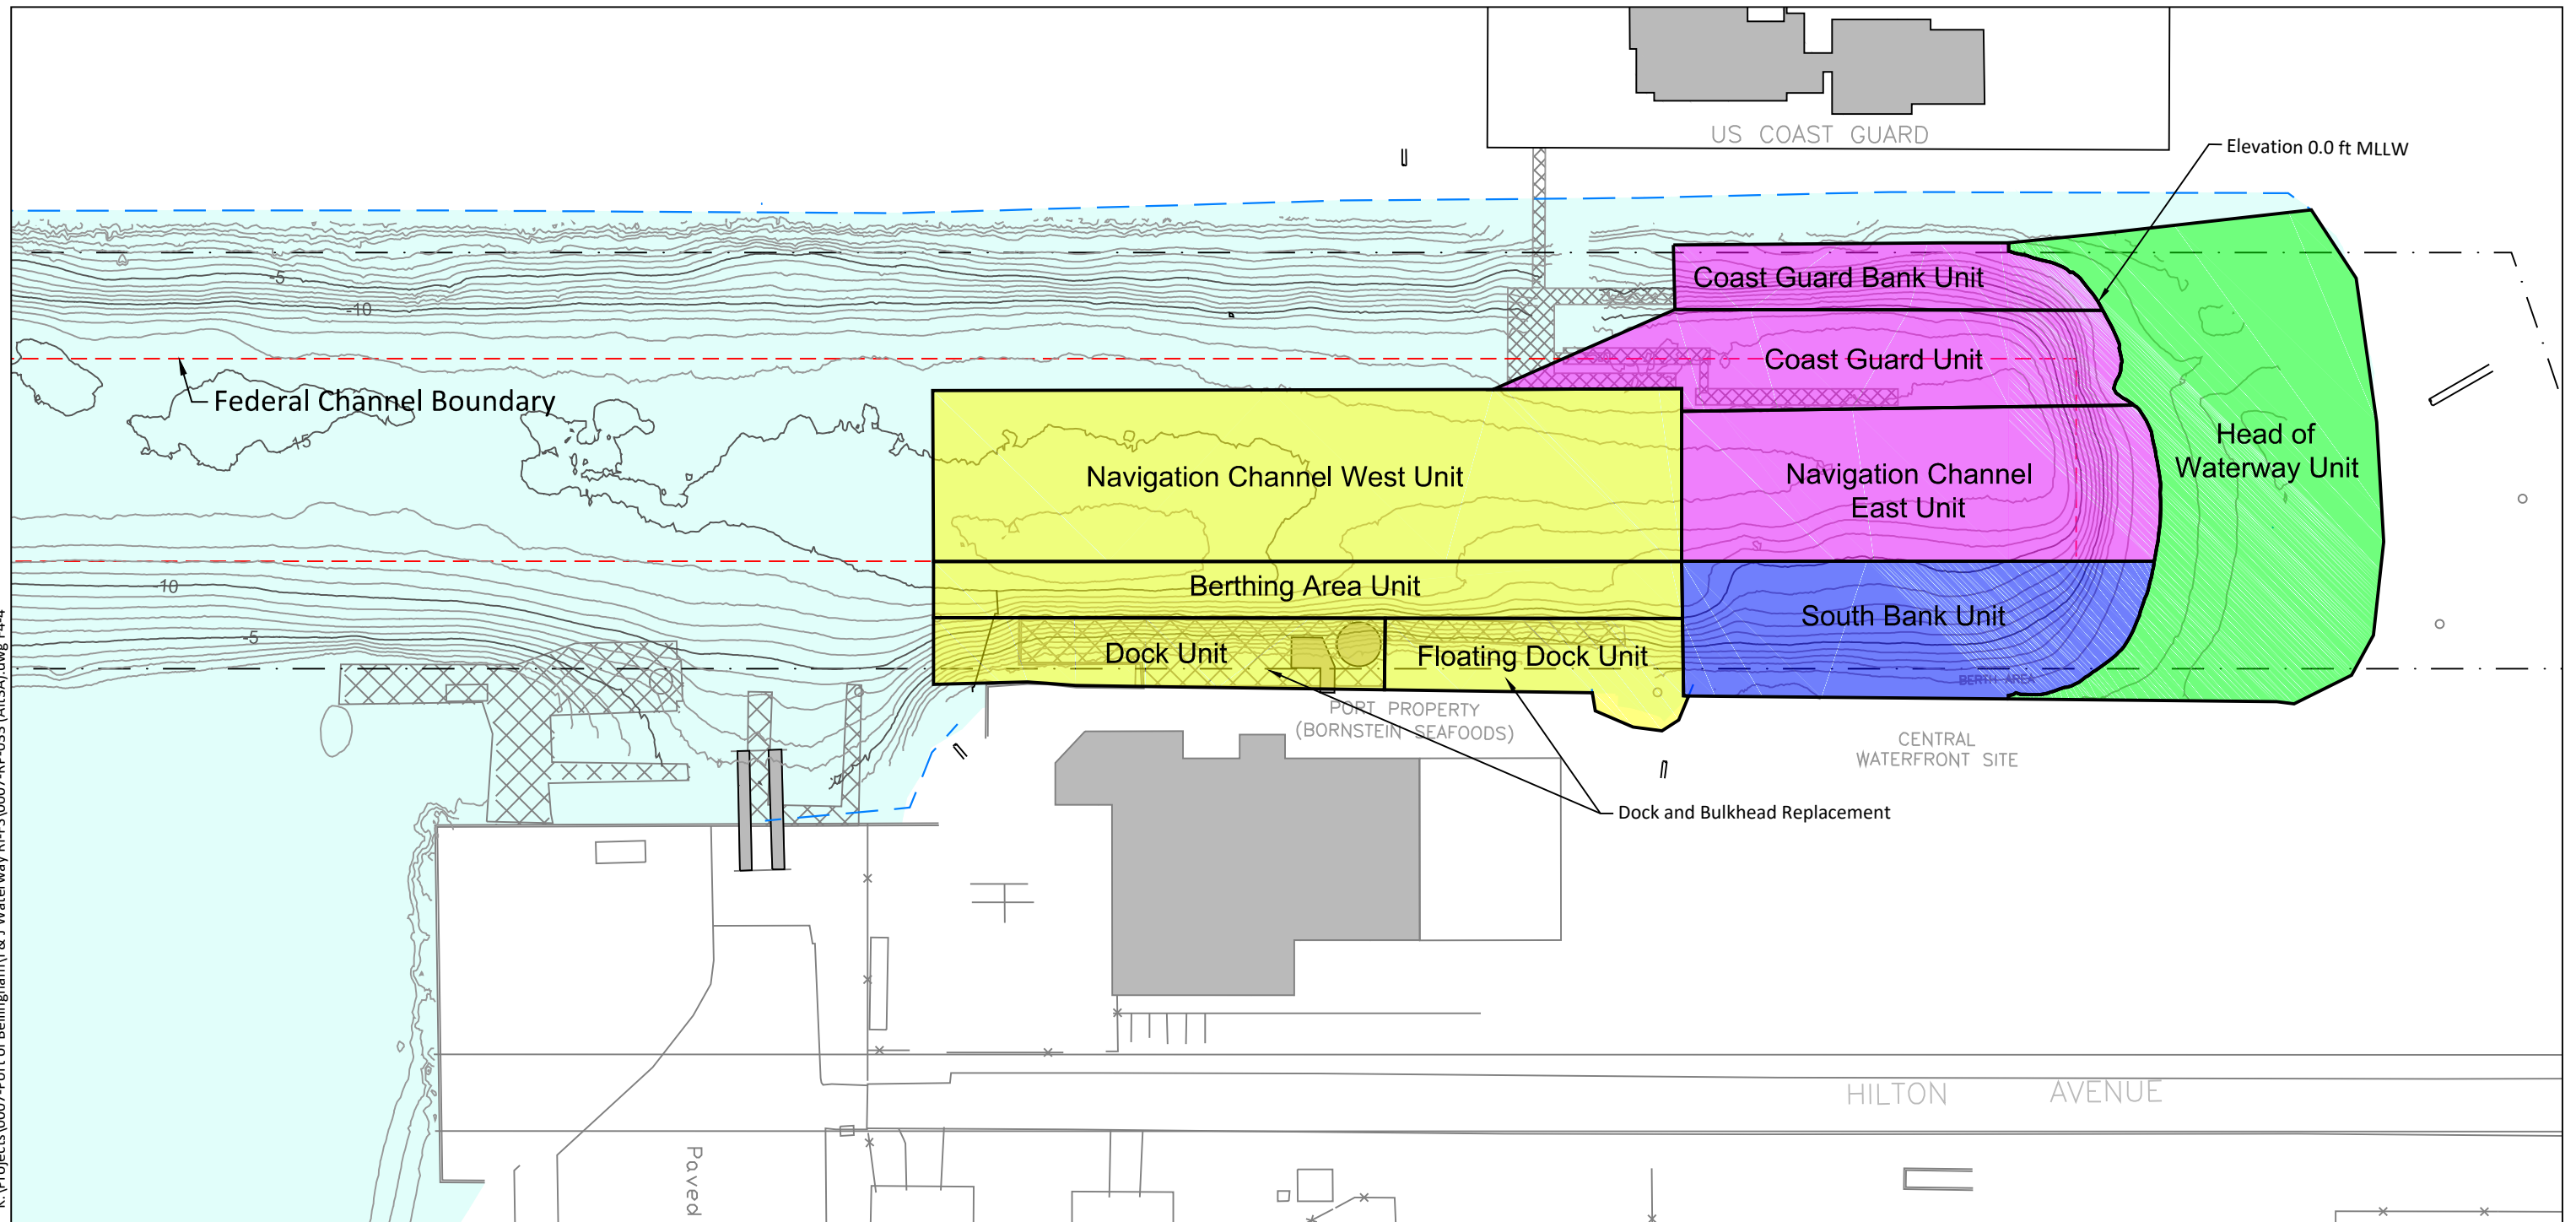 US COAST GUARD
Elevation 0.0 ft MLLW
-5
-10
Federal Channel Boundary
15
-10
-5
Coast Guard Bank Unit
Coast Guard Unit
Navigation Channel West Unit
Navigation Channel
East Unit
Head of
Waterway Unit
Berthing Area Unit
South Bank Unit
Dock Unit
Floating Dock Unit
BERTH AREA
PORT PROPERTY
(BORNSTEIN SEAFOODS)
CENTRAL
WATERFRONT SITE
Dock and Bulkhead Replacement
HILTON AVENUE
Paved